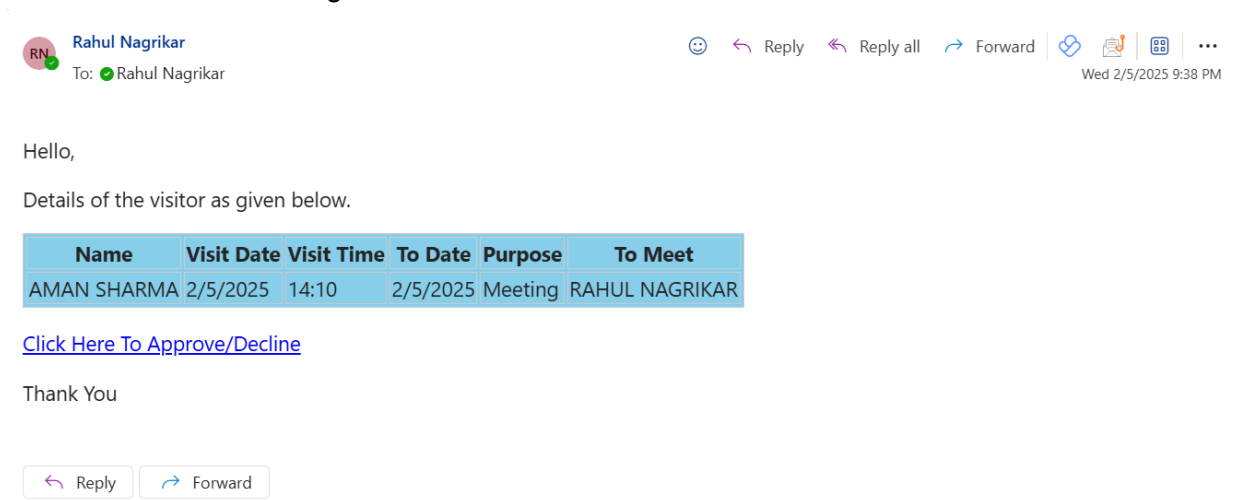 RN Rahul Nagrikar Reply Reply all Forward
To: Rahul Nagrikar Wed 2/5/2025 9:38 PM
Hello,
Details of the visitor as given below.
Name Visit Date Visit Time To Date Purpose To Meet
AMAN SHARMA 2/5/2025 14:10 2/5/2025 Meeting RAHUL NAGRIKAR
Click Here To Approve/Decline
Thank You
Reply Forward